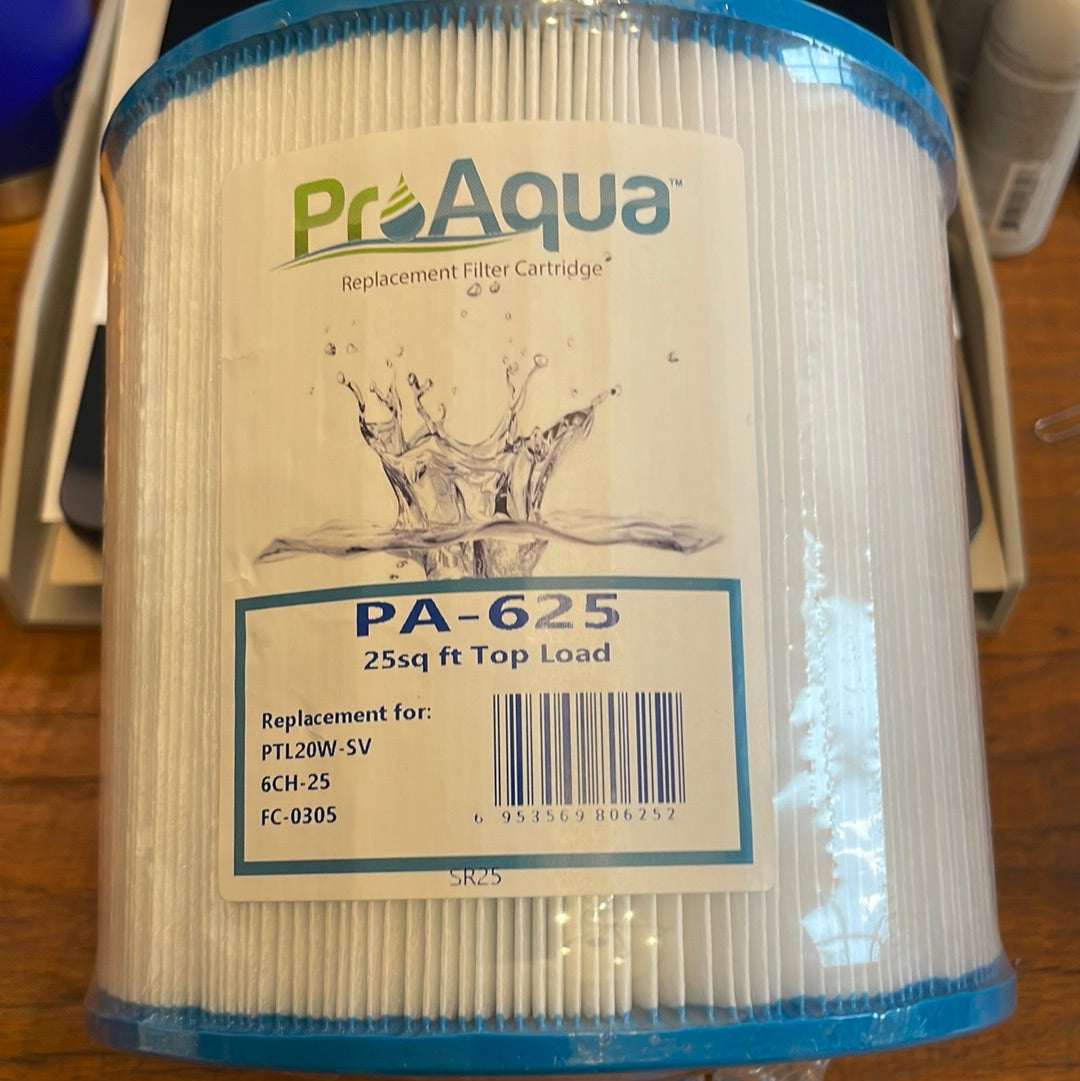 ProAqua™
Replacement Filter Cartridge
PA-625
25sq ft Top Load
Replacement for:
PTL20W-SV
6CH-25
FC-0305
6 953569 806252
SR25